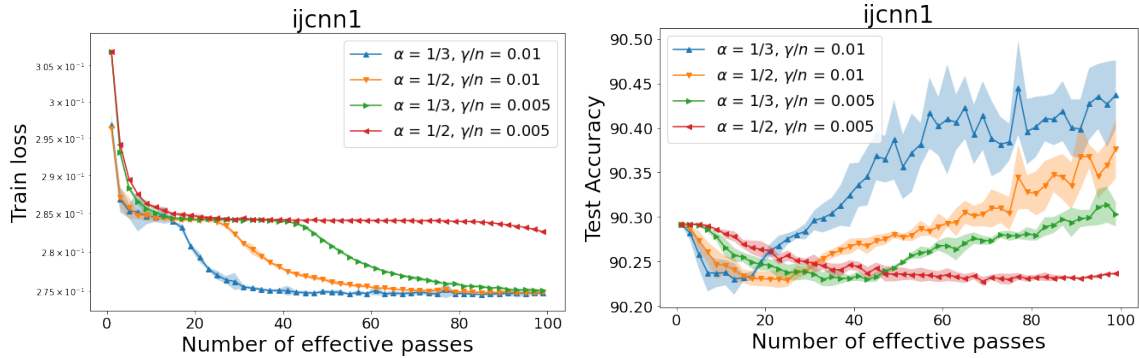 ijcnn1
Train loss
3.05 × 10⁻¹
3 × 10⁻¹
2.95 × 10⁻¹
2.9 × 10⁻¹
2.85 × 10⁻¹
2.8 × 10⁻¹
2.75 × 10⁻¹
α = 1/3, γ/n = 0.01
α = 1/2, γ/n = 0.01
α = 1/3, γ/n = 0.005
α = 1/2, γ/n = 0.005
0 20 40 60 80 100
Number of effective passes
ijcnn1
Test Accuracy
90.50
90.45
90.40
90.35
90.30
90.25
90.20
α = 1/3, γ/n = 0.01
α = 1/2, γ/n = 0.01
α = 1/3, γ/n = 0.005
α = 1/2, γ/n = 0.005
0 20 40 60 80 100
Number of effective passes